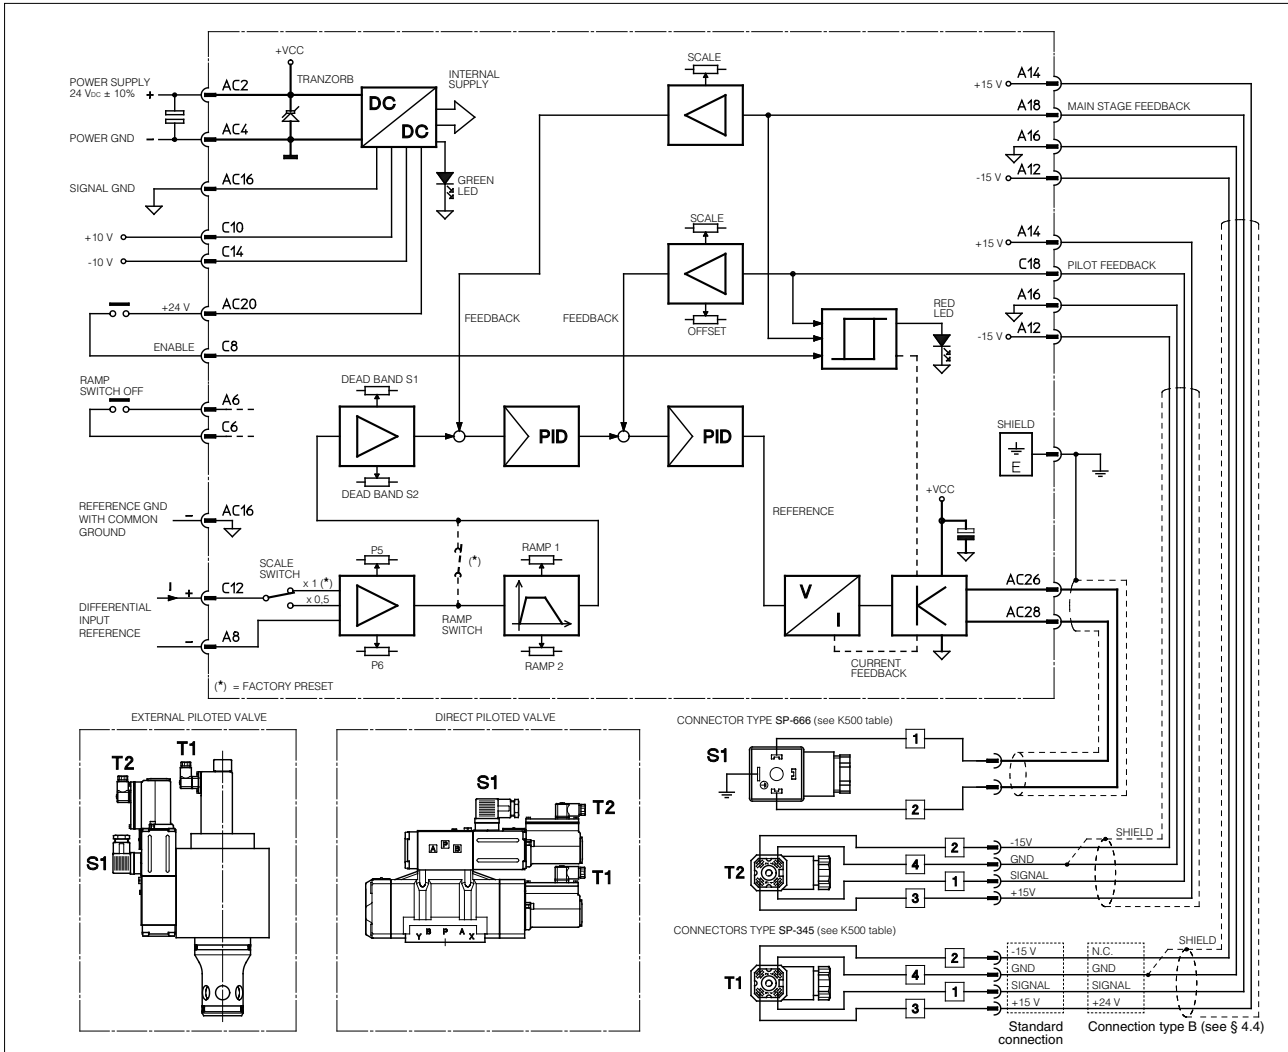 +VCC
TRANZORB
POWER SUPPLY
24 VDC ± 10%
+
AC2
DC
DC
INTERNAL
SUPPLY
POWER GND
-
AC4
GREEN
LED
SIGNAL GND
AC16
+10 V
C10
-10 V
C14
+24 V
AC20
ENABLE
C8
RAMP
SWITCH OFF
A6
C6
REFERENCE GND
WITH COMMON
GROUND
-
AC16
SCALE
SWITCH
I
+
C12
x 1 (*)
x 0,5
DIFFERENTIAL
INPUT
REFERENCE
-
A8
P5
P6
RAMP
SWITCH
(*)
RAMP 1
RAMP 2
(*) = FACTORY PRESET
DEAD BAND S1
DEAD BAND S2
FEEDBACK
FEEDBACK
PID
PID
SCALE
SCALE
OFFSET
RED
LED
REFERENCE
V
I
CURRENT
FEEDBACK
+VCC
+15 V
A14
A18
MAIN STAGE FEEDBACK
A16
-15 V
A12
+15 V
A14
C18
PILOT FEEDBACK
A16
-15 V
A12
SHIELD
E
AC26
AC28
EXTERNAL PILOTED VALVE
T2
T1
S1
DIRECT PILOTED VALVE
S1
T2
T1
A P B
Y B P A X
CONNECTOR TYPE SP-666 (see K500 table)
S1
1
2
T2
2
-15V
4
GND
1
SIGNAL
3
+15V
SHIELD
CONNECTORS TYPE SP-345 (see K500 table)
T1
2
-15 V
N.C.
4
GND
GND
1
SIGNAL
SIGNAL
3
+15 V
+24 V
SHIELD
Standard
connection
Connection type B (see § 4.4)